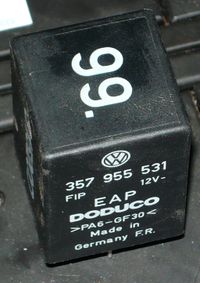 99.
357 955 531
FIP 12V-
EAP
DODUCO
>PA6-GF30<
Made in
Germany F.R.